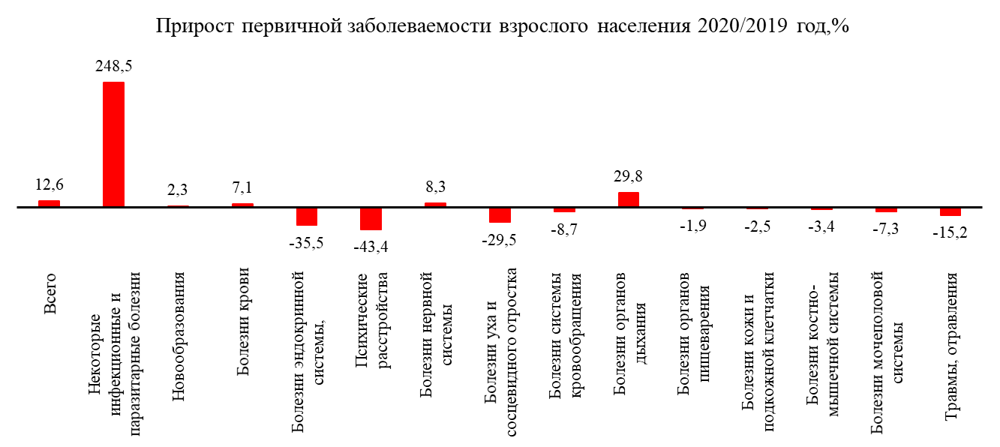 Прирост первичной заболеваемости взрослого населения 2020/2019 год,%
248,5
12,6
2,3
7,1
8,3
29,8
-35,5
-43,4
-29,5
-8,7
-1,9
-2,5
-3,4
-7,3
-15,2
Всего
Некоторые
инфекционные и
паразитарные болезни
Новообразования
Болезни крови
Болезни эндокринной
системы,
Психические
расстройства
Болезни нервной
системы
Болезни уха и
сосцевидного отростка
Болезни системы
кровообращения
Болезни органов
дыхания
Болезни органов
пищеварения
Болезни кожи и
подкожной клетчатки
Болезни костно-
мышечной системы
Болезни мочеполовой
системы
Травмы, отравления